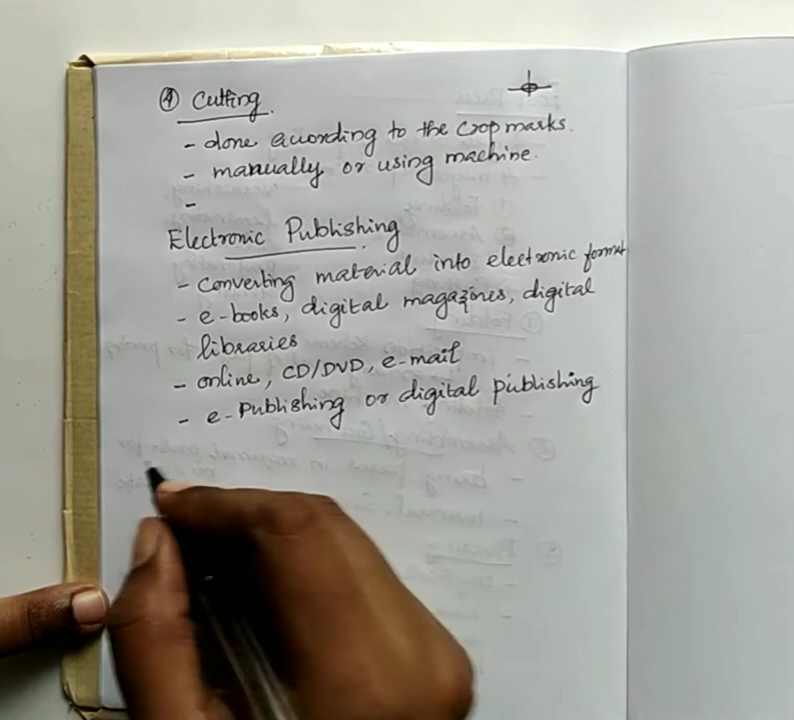 ④ Cutting.
- done according to the crop marks.
- manually or using machine.
-
Electronic Publishing.
- Converting material into electronic format
- e-books, digital magazines, digital
libraries
- online, CD/DVD, e-mail
- e-Publishing or digital publishing